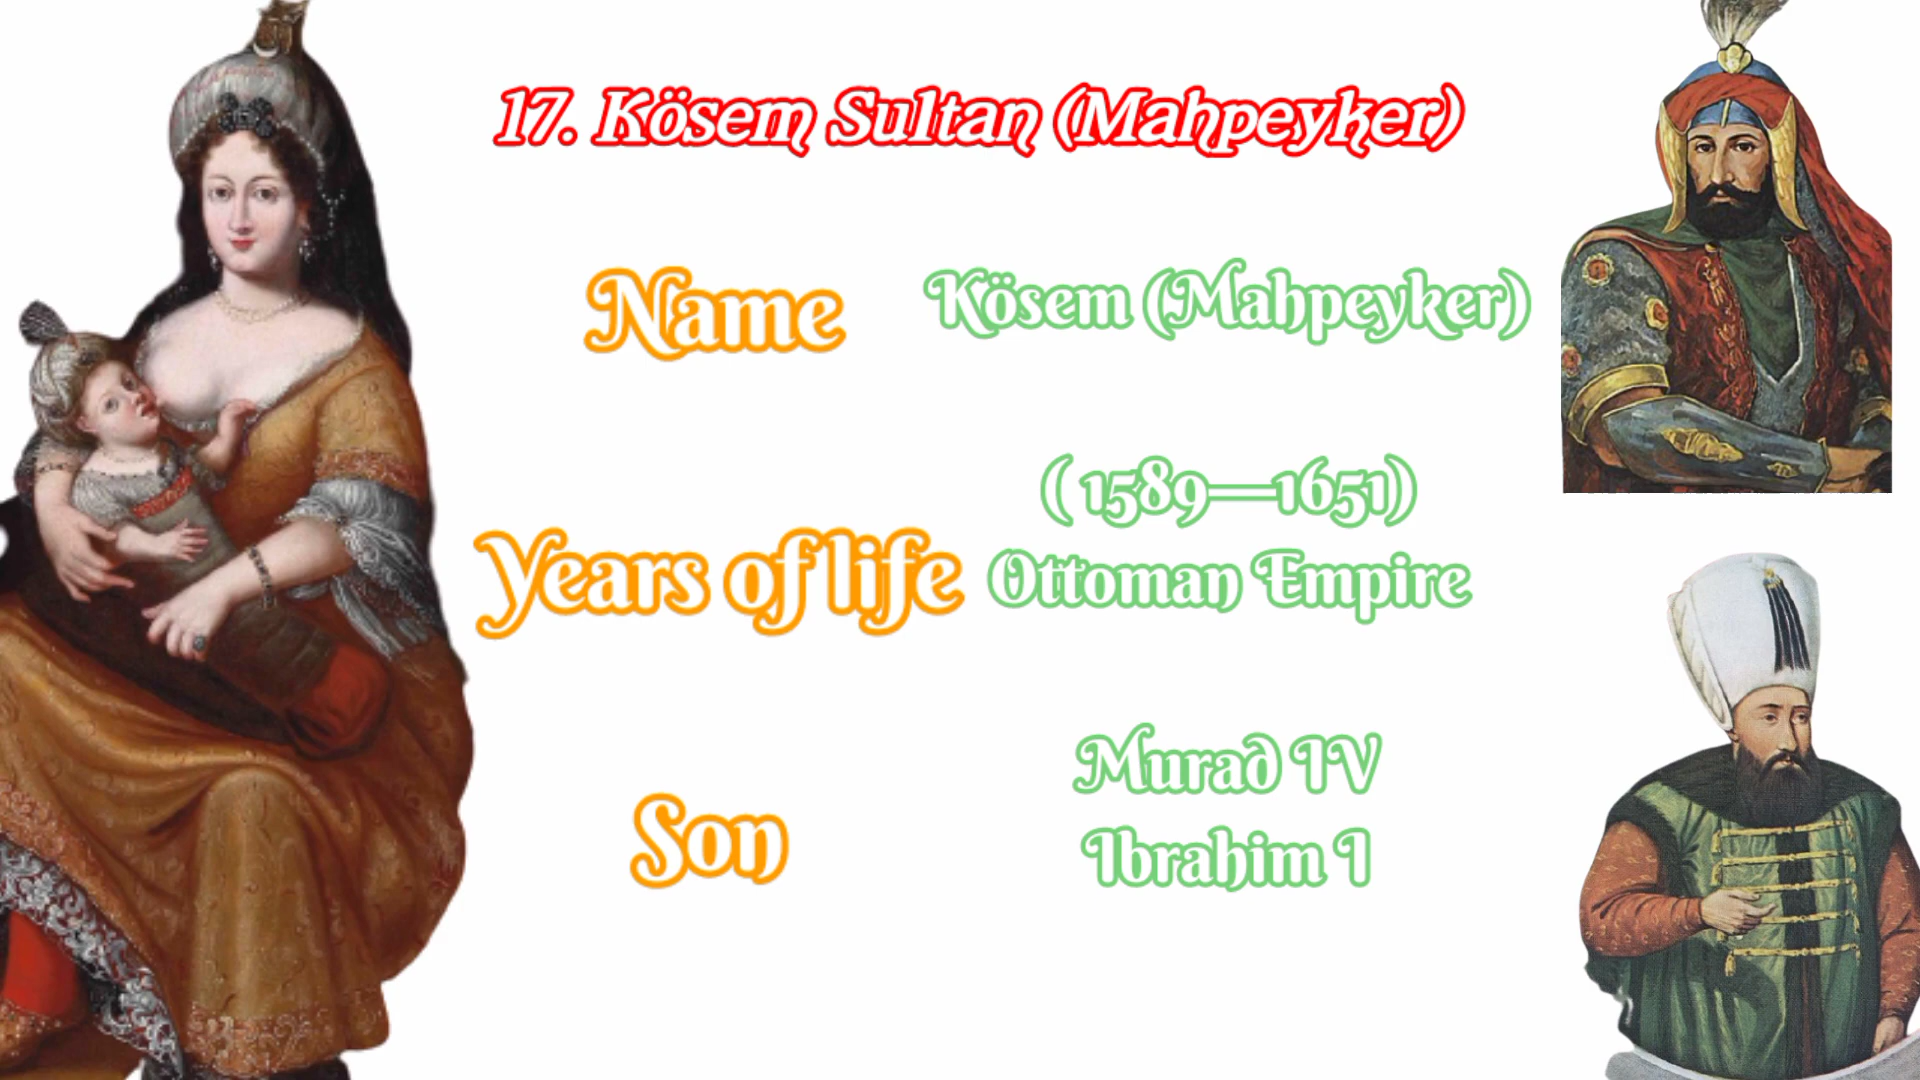 17. Kösem Sultan (Mahpeyker)
Name
Kösem (Mahpeyker)
Years of life
( 1589—1651)
Ottoman Empire
Son
Murad IV
Ibrahim I